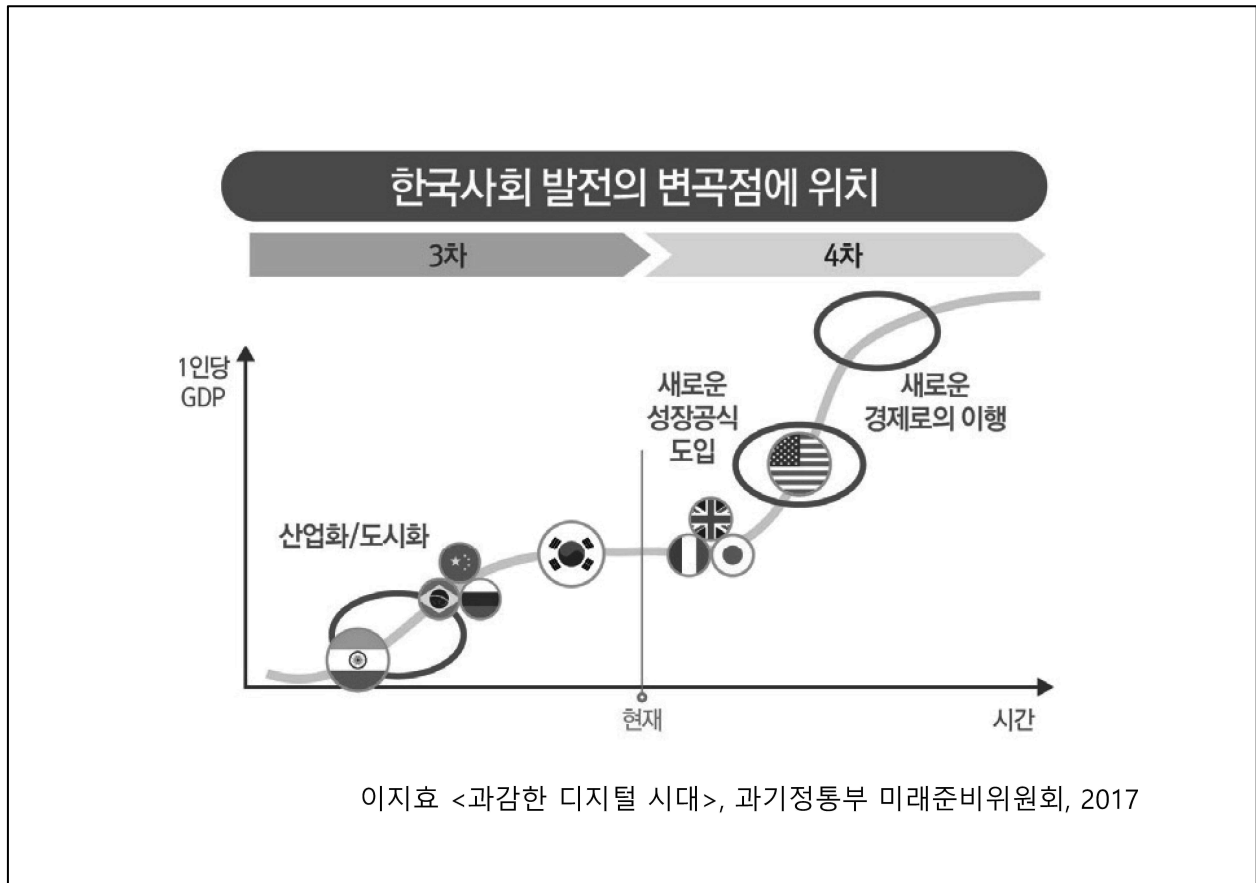 한국사회 발전의 변곡점에 위치
3차
4차
1인당
GDP
산업화/도시화
새로운
성장공식
도입
새로운
경제로의 이행
현재
시간
이지효 <과감한 디지털 시대>, 과기정통부 미래준비위원회, 2017